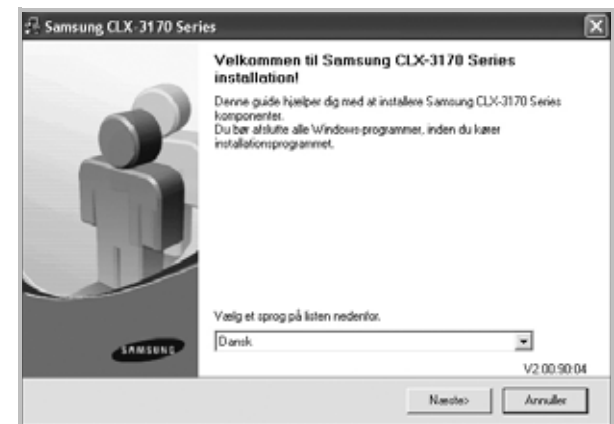 Samsung CLX-3170 Series
Velkommen til Samsung CLX-3170 Series
installation!
Denne guide hjælper dig med at installere Samsung CLX-3170 Series
komponenter.
Du bør afslutte alle Windows-programmer, inden du kører
installationsprogrammet.
Vælg et sprog på listen nedenfor.
Dansk
SAMSUNG
V2.00.90:04
Næste>
Annuller